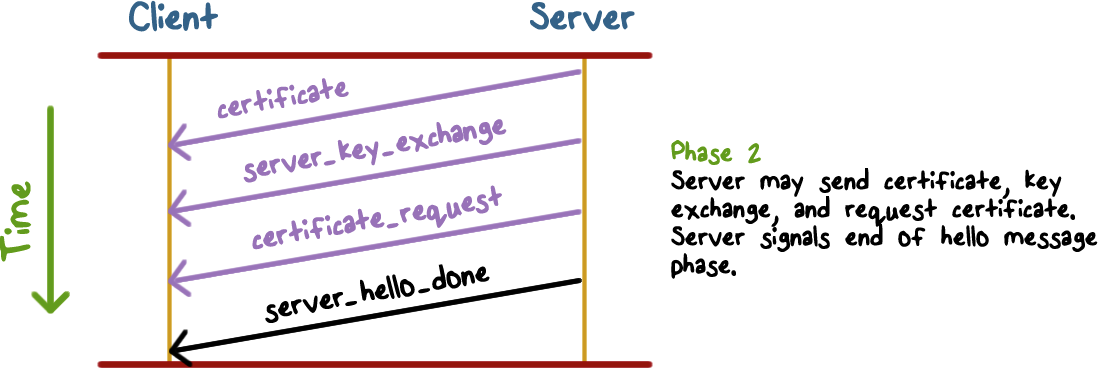 Client
Server
certificate
server_key_exchange
certificate_request
server_hello_done
Time
Phase 2
Server may send certificate, key
exchange, and request certificate.
Server signals end of hello message
phase.